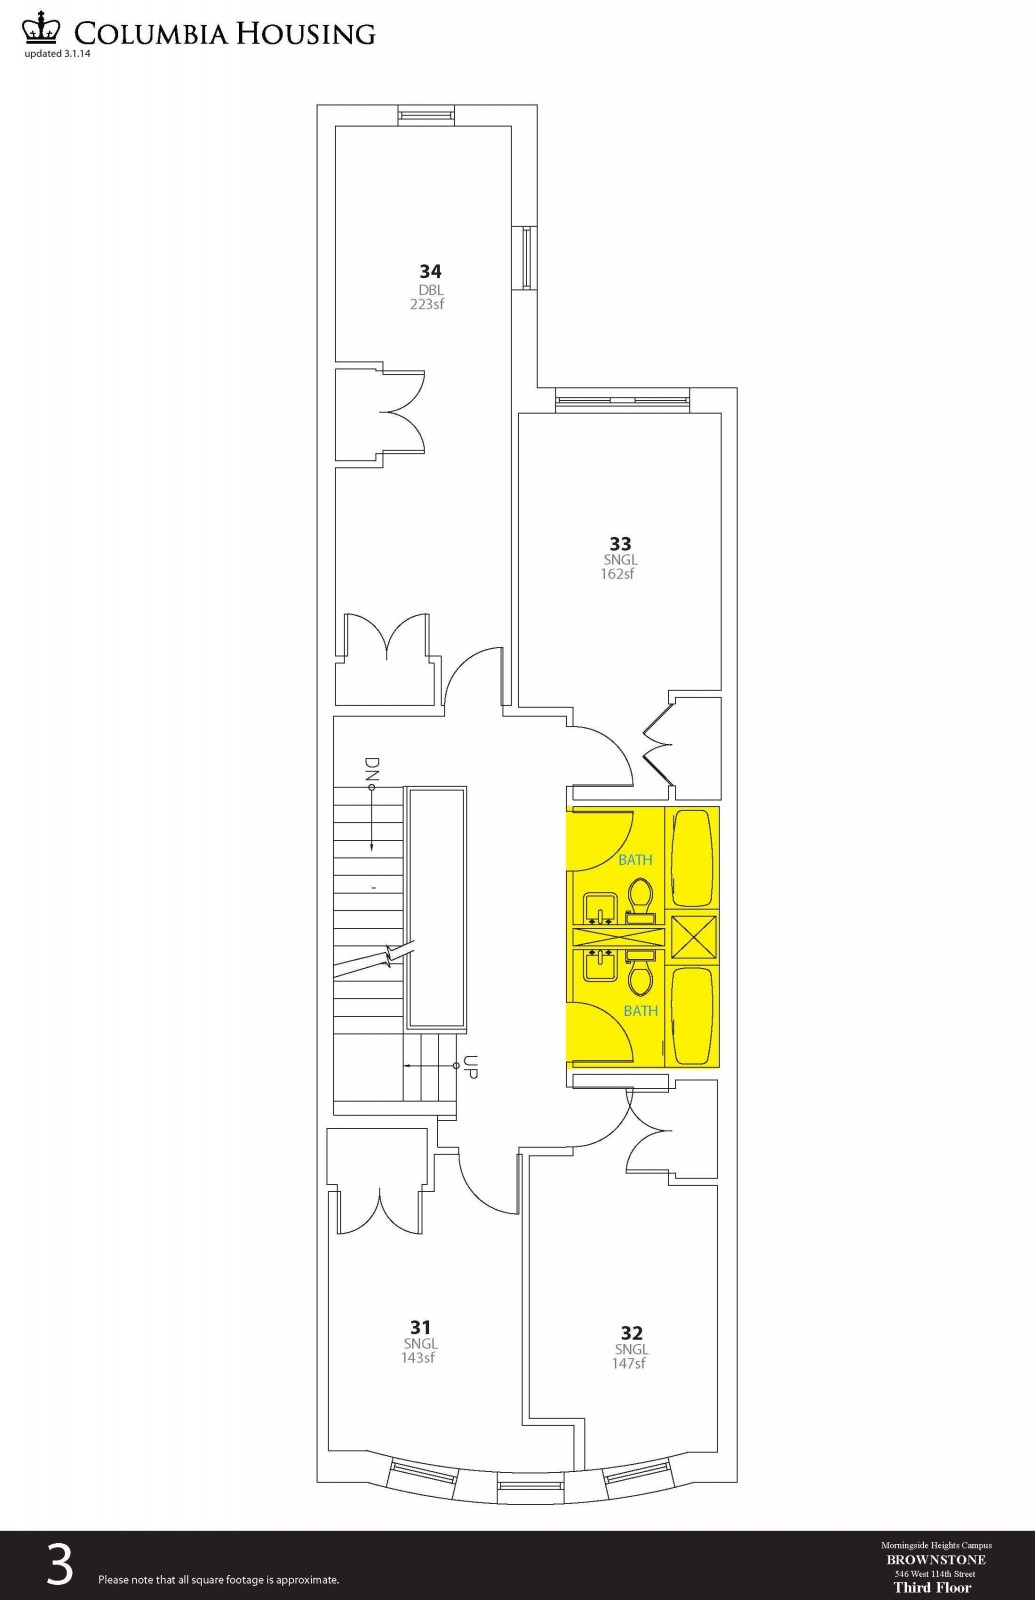 COLUMBIA HOUSING
updated 3.1.14
34
DBL
223sf
33
SNGL
162sf
DN
BATH
BATH
UP
31
SNGL
143sf
32
SNGL
147sf
3
Please note that all square footage is approximate.
Morningside Heights Campus
BROWNSTONE
546 West 114th Street
Third Floor